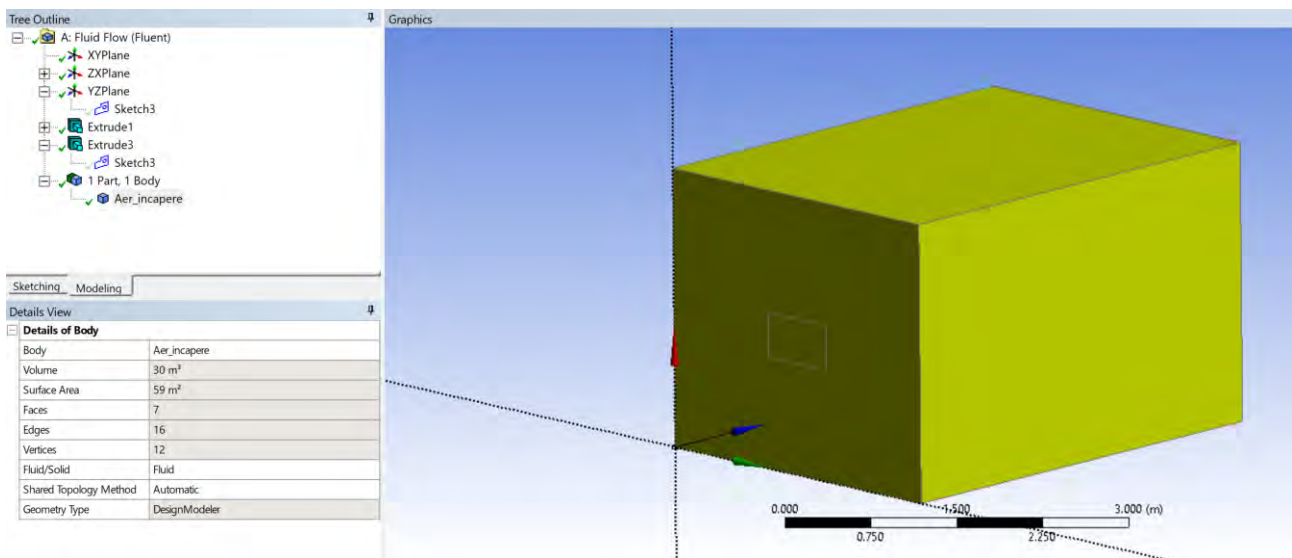 Tree Outline
A: Fluid Flow (Fluent)
XYPlane
ZXPlane
YZPlane
Sketch3
Extrude1
Extrude3
Sketch3
1 Part, 1 Body
Aer_incapere
Sketching Modeling
Details View
Details of Body
Body Aer_incapere
Volume 30 m³
Surface Area 59 m²
Faces 7
Edges 16
Vertices 12
Fluid/Solid Fluid
Shared Topology Method Automatic
Geometry Type DesignModeler
Graphics
0.000 1.500 3.000 (m)
0.750 2.250